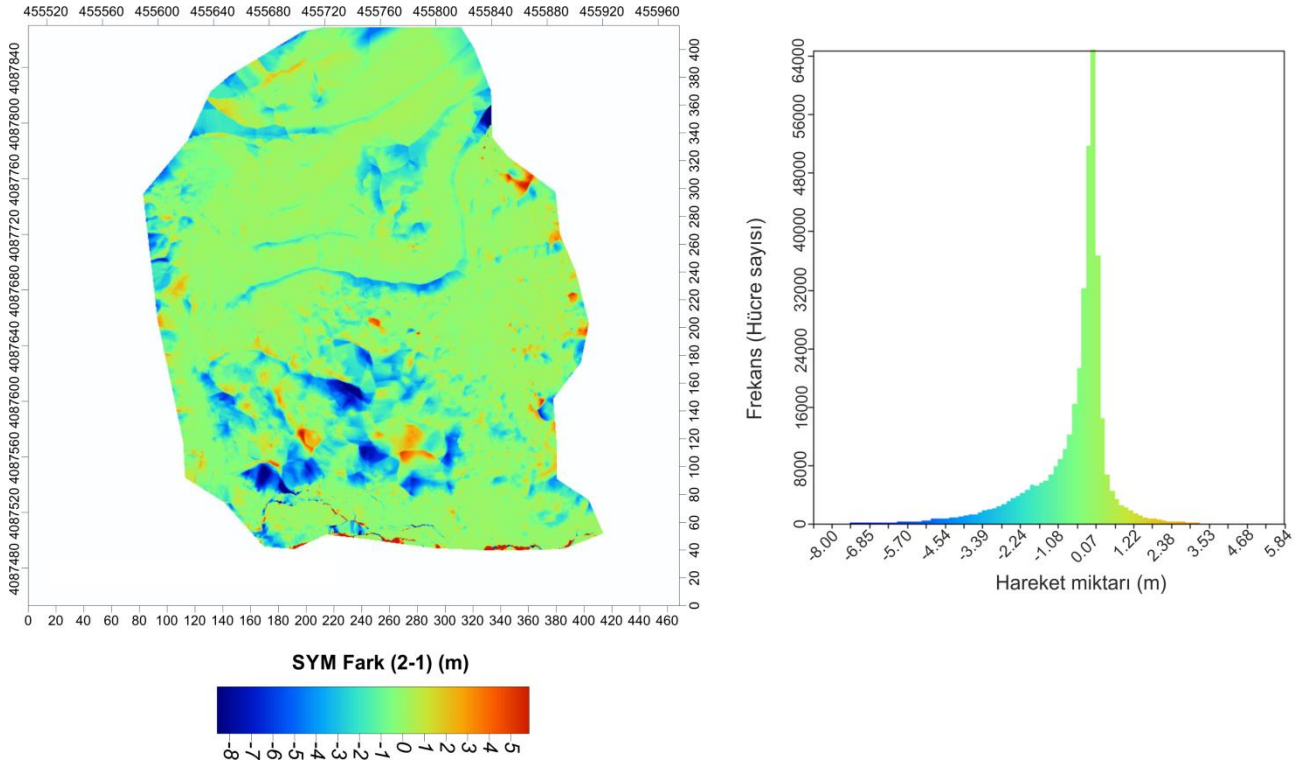 455520 455560 455600 455640 455680 455720 455760 455800 455840 455880 455920 455960
4087840 4087800 4087760 4087720 4087680 4087640 4087600 4087560 4087520 4087480
400 380 360 340 320 300 280 260 240 220 200 180 160 140 120 100 80 60 40 20 0
0 20 40 60 80 100 120 140 160 180 200 220 240 260 280 300 320 340 360 380 400 420 440 460
SYM Fark (2-1) (m)
-8 -7 -6 -5 -4 -3 -2 -1 0 1 2 3 4 5
Frekans (Hücre sayısı)
64000 56000 48000 40000 32000 24000 16000 8000 0
-8.00 -6.85 -5.70 -4.54 -3.39 -2.24 -1.08 0.07 1.22 2.38 3.53 4.68 5.84
Hareket miktarı (m)